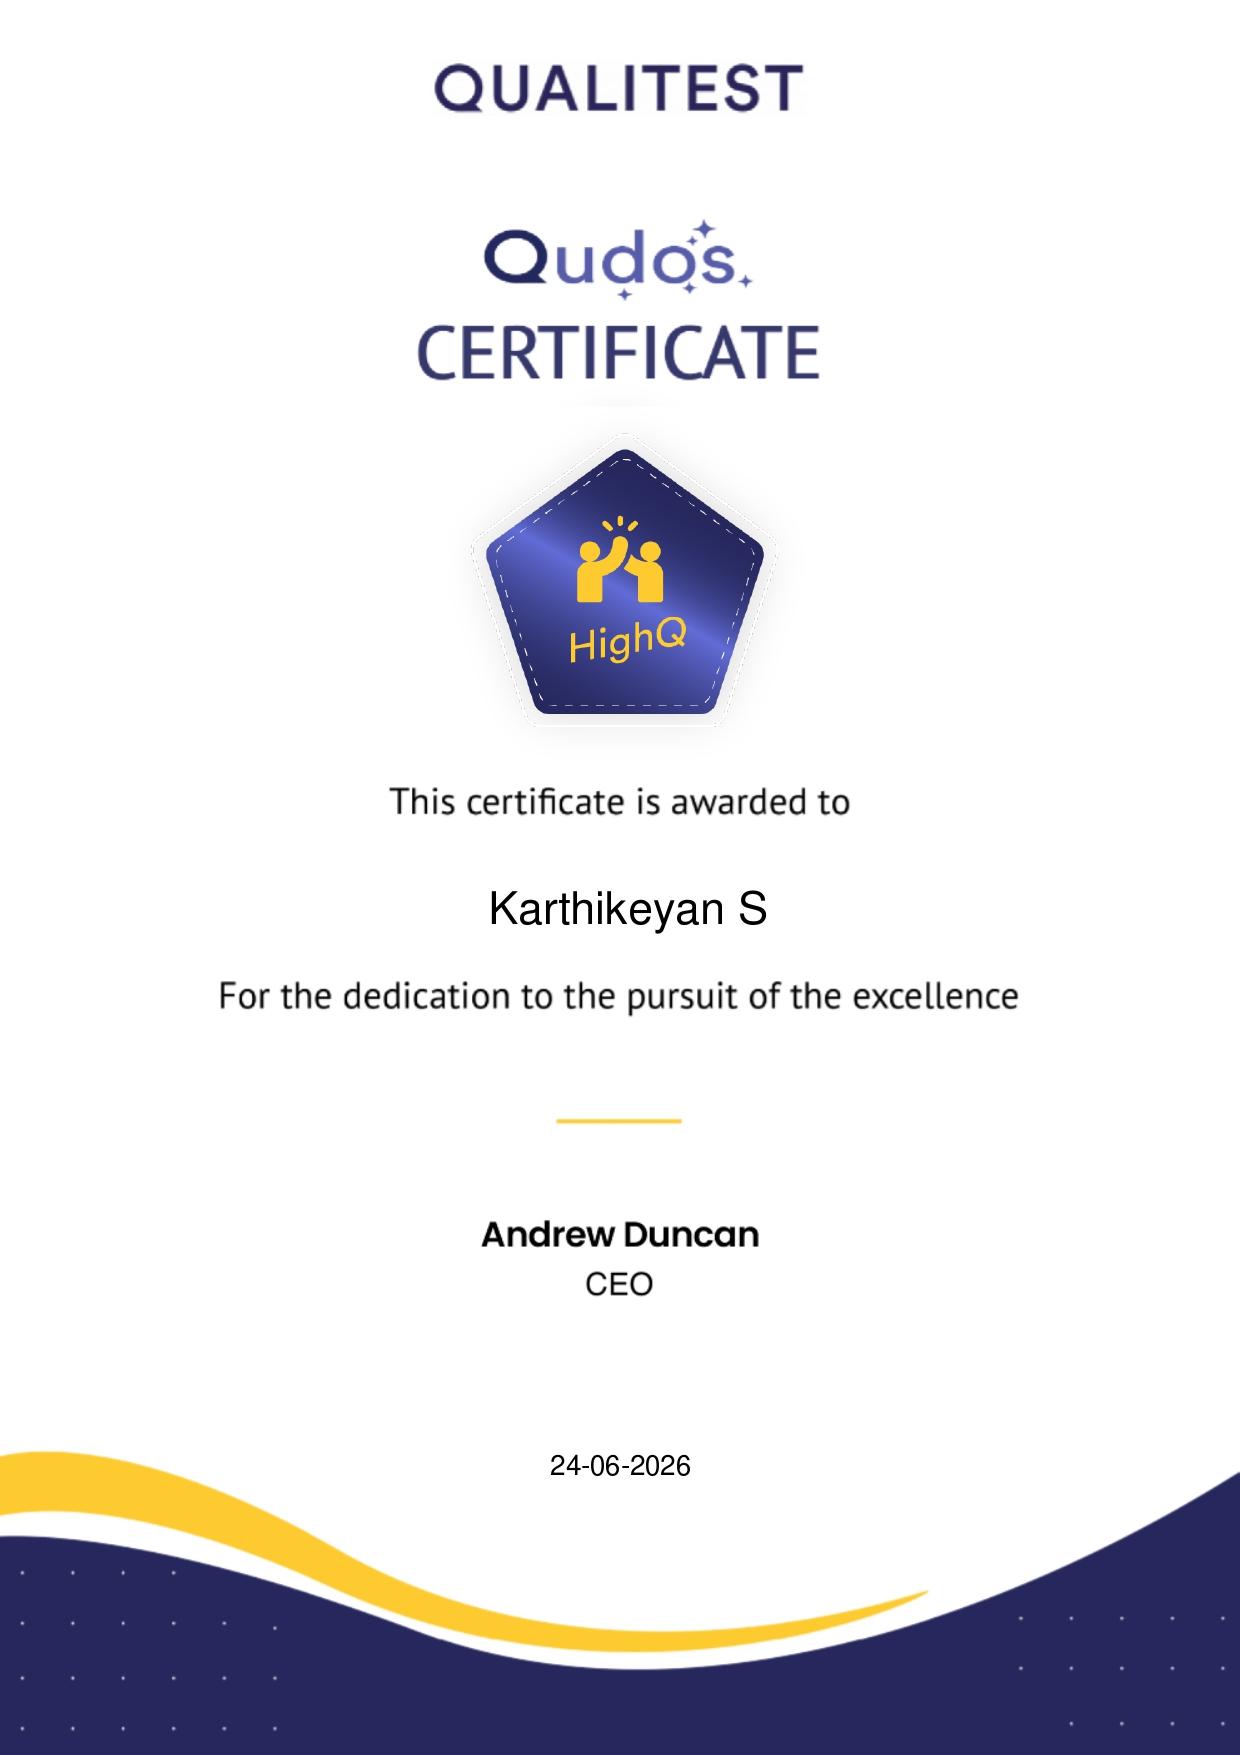 QUALITEST
Qudos
CERTIFICATE
HighQ
This certificate is awarded to
Karthikeyan S
For the dedication to the pursuit of the excellence
Andrew Duncan
CEO
24-06-2026